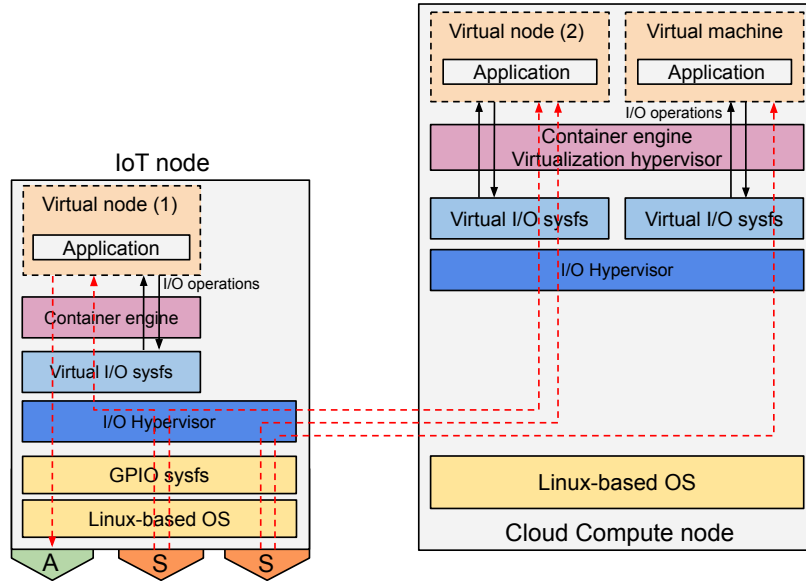 IoT node
Virtual node (1)
Application
I/O operations
Container engine
Virtual I/O sysfs
I/O Hypervisor
GPIO sysfs
Linux-based OS
A
S
S
Virtual node (2)
Virtual machine
Application
Application
I/O operations
Container engine
Virtualization hypervisor
Virtual I/O sysfs
Virtual I/O sysfs
I/O Hypervisor
Linux-based OS
Cloud Compute node